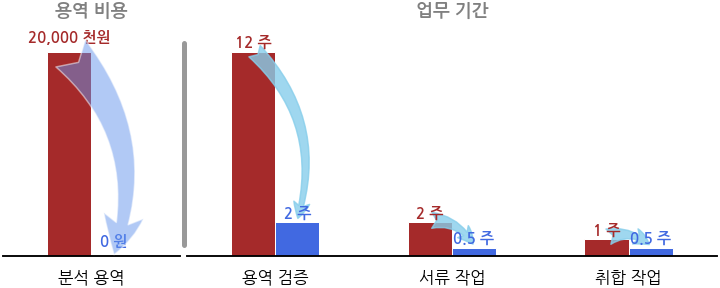 용역 비용
업무 기간
20,000 천원
0 원
분석 용역
12 주
2 주
용역 검증
2 주
0.5 주
서류 작업
1 주
0.5 주
취합 작업